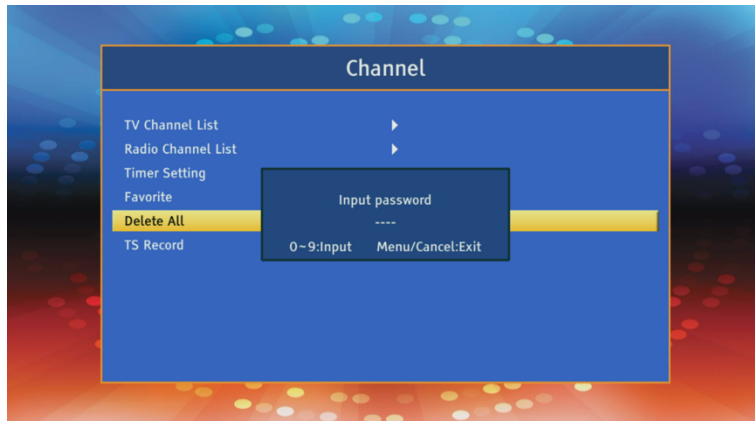 Channel
TV Channel List
Radio Channel List
Timer Setting
Favorite
Delete All
TS Record
Input password
----
0~9:Input Menu/Cancel:Exit